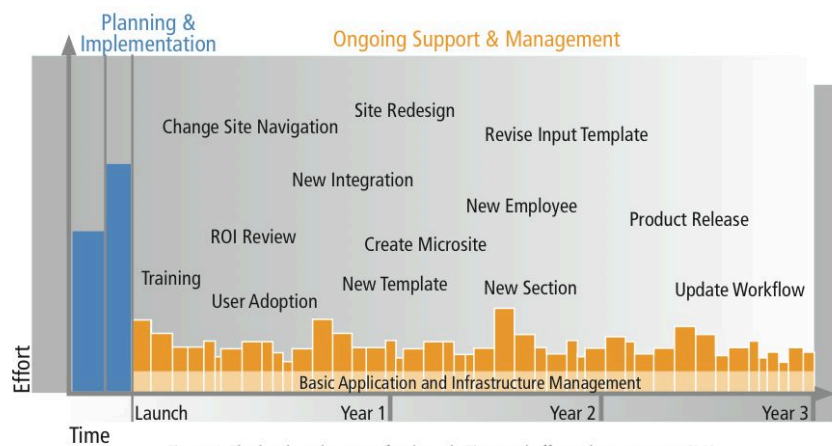 Planning &
Implementation
Ongoing Support & Management
Site Redesign
Change Site Navigation
Revise Input Template
New Integration
New Employee
Product Release
ROI Review
Create Microsite
Training
New Template
New Section
Update Workflow
User Adoption
Effort
Basic Application and Infrastructure Management
Launch
Year 1
Year 2
Year 3
Time